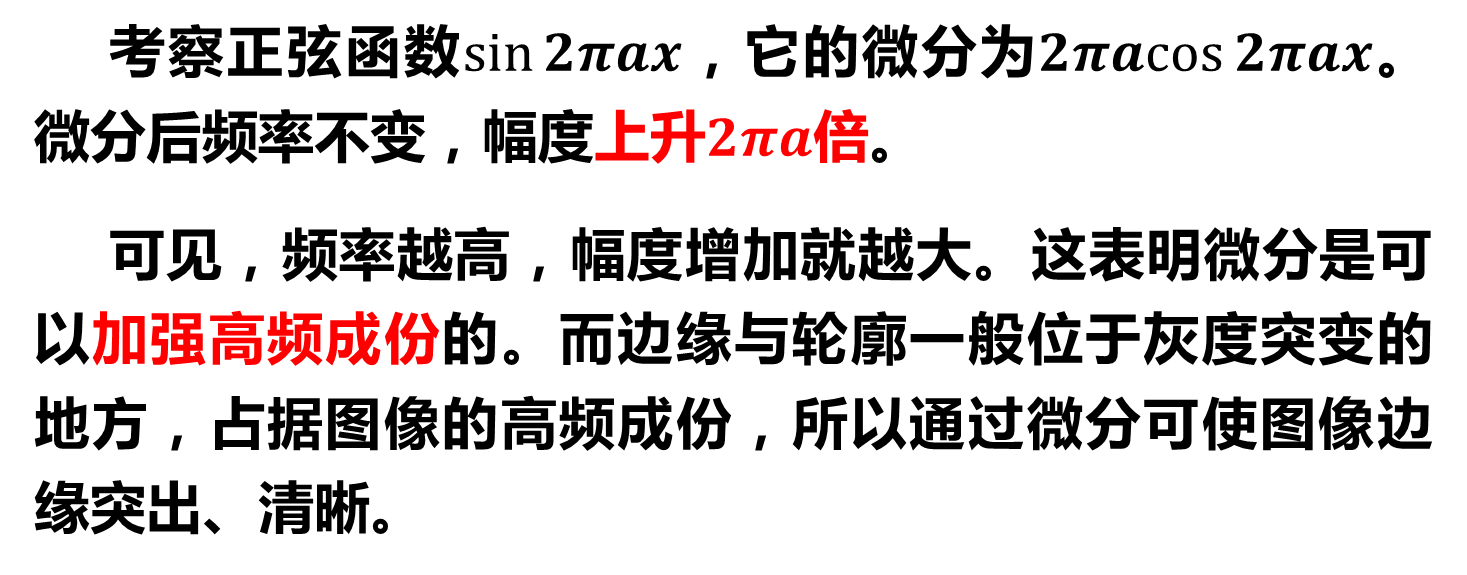 考察正弦函数sin 2πax，它的微分为2πacos 2πax。
微分后频率不变，幅度上升2πa倍。
可见，频率越高，幅度增加就越大。这表明微分是可
以加强高频成份的。而边缘与轮廓一般位于灰度突变的
地方，占据图像的高频成份，所以通过微分可使图像边
缘突出、清晰。